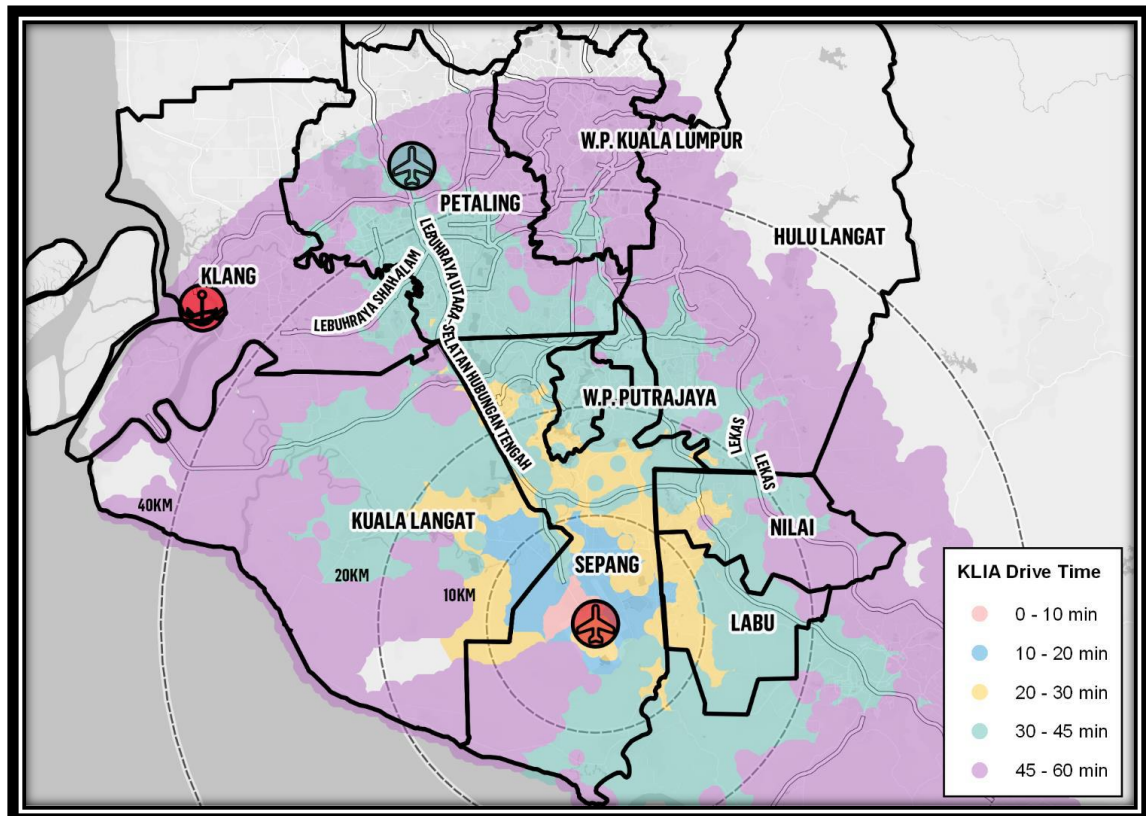 W.P. KUALA LUMPUR
PETALING
HULU LANGAT
KLANG
LEBUHRAYA SHAH ALAM
LEBUHRAYA UTARA- SELATAN HUBUNGAN TENGAH
W.P. PUTRAJAYA
LEKAS
LEKAS
40KM
KUALA LANGAT
NILAI
20KM
SEPANG
10KM
LABU
KLIA Drive Time
0 - 10 min
10 - 20 min
20 - 30 min
30 - 45 min
45 - 60 min